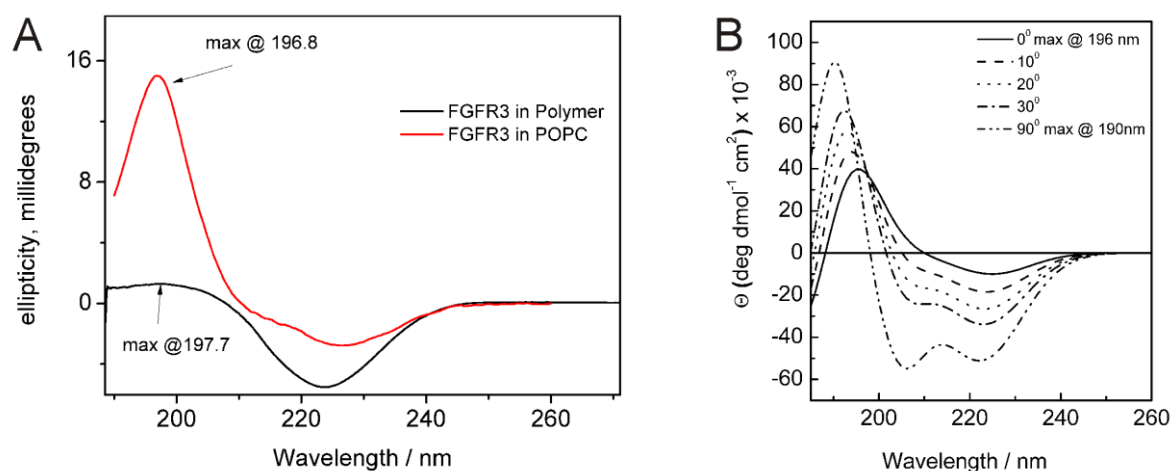 A
16
8
0
ellipticity, millidegrees
max @ 196.8
max @197.7
FGFR3 in Polymer
FGFR3 in POPC
200
220
240
260
Wavelength / nm
B
100
80
60
40
20
0
-20
-40
-60
Θ (deg dmol⁻¹ cm²) x 10⁻³
0⁰ max @ 196 nm
10⁰
20⁰
30⁰
90⁰ max @ 190nm
200
220
240
260
Wavelength / nm